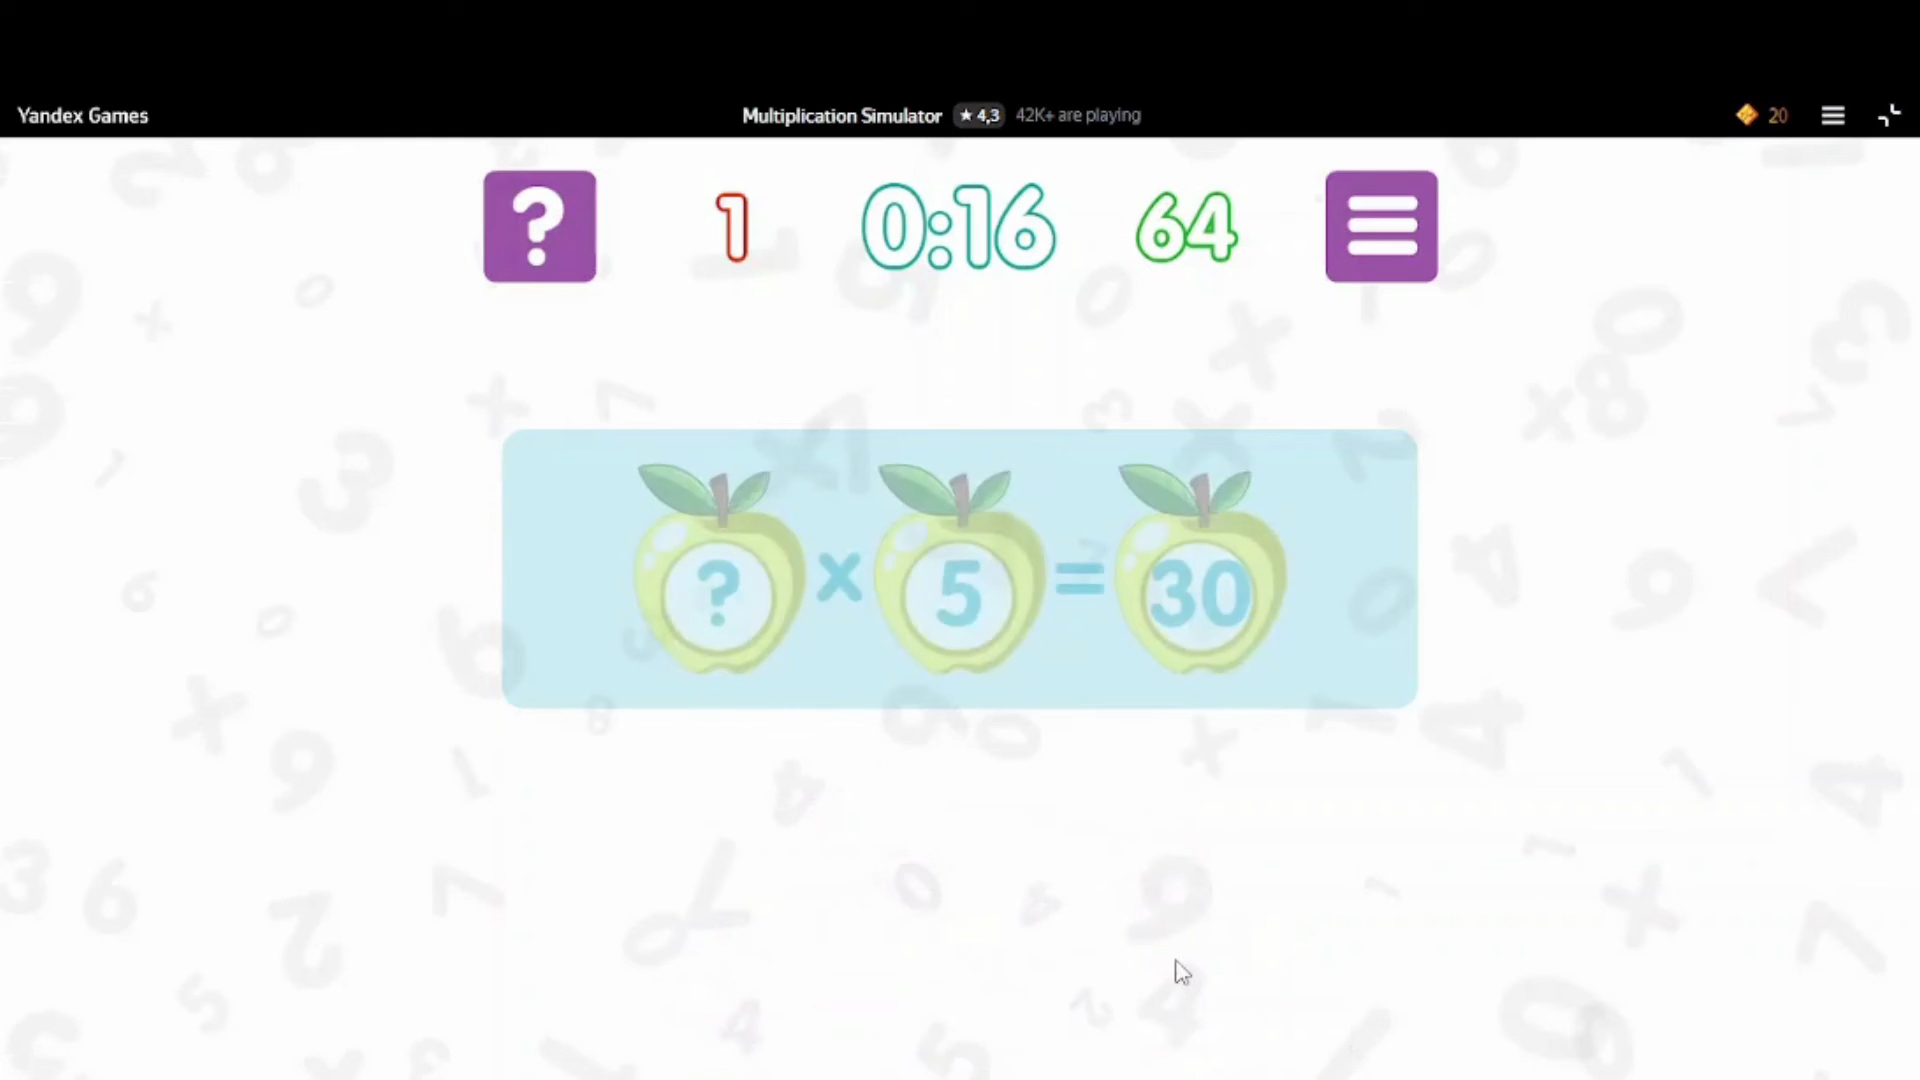 Yandex Games
Multiplication Simulator ★ 4,3 42K+ are playing
20
? 1 0:16 64
? x 5 = 30